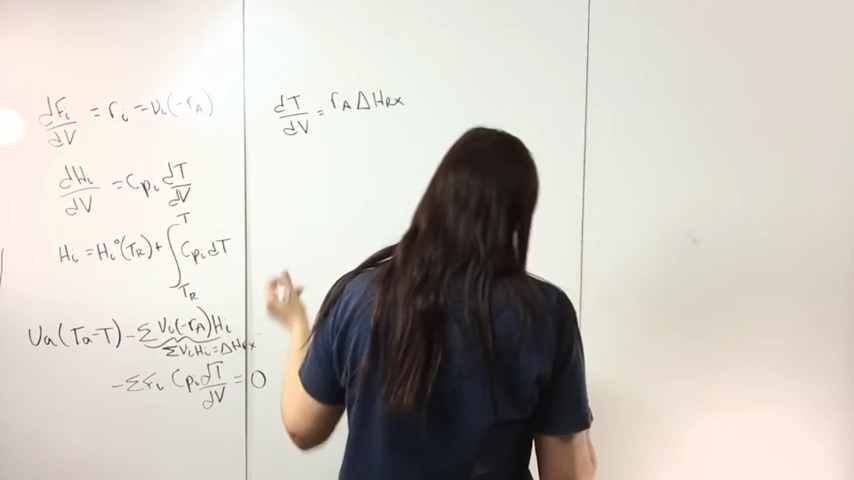 dFi/dV = ri = νi(-rA)
dHi/dV = Cpi dT/dV
Hi = Hi°(TR) + ∫TR^T Cpi dT
Ua(Ta-T) - Σνi(-rA)Hi
ΣνiHi = ΔHRx
-ΣFi Cpi dT/dV = 0
dT/dV = rA ΔHRx